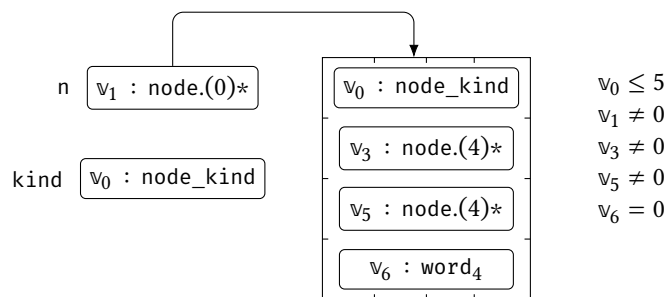 n 𝕧₁ : node.(0)*
kind 𝕧₀ : node_kind
𝕧₀ : node_kind
𝕧₃ : node.(4)*
𝕧₅ : node.(4)*
𝕧₆ : word₄
𝕧₀ ≤ 5
𝕧₁ ≠ 0
𝕧₃ ≠ 0
𝕧₅ ≠ 0
𝕧₆ = 0